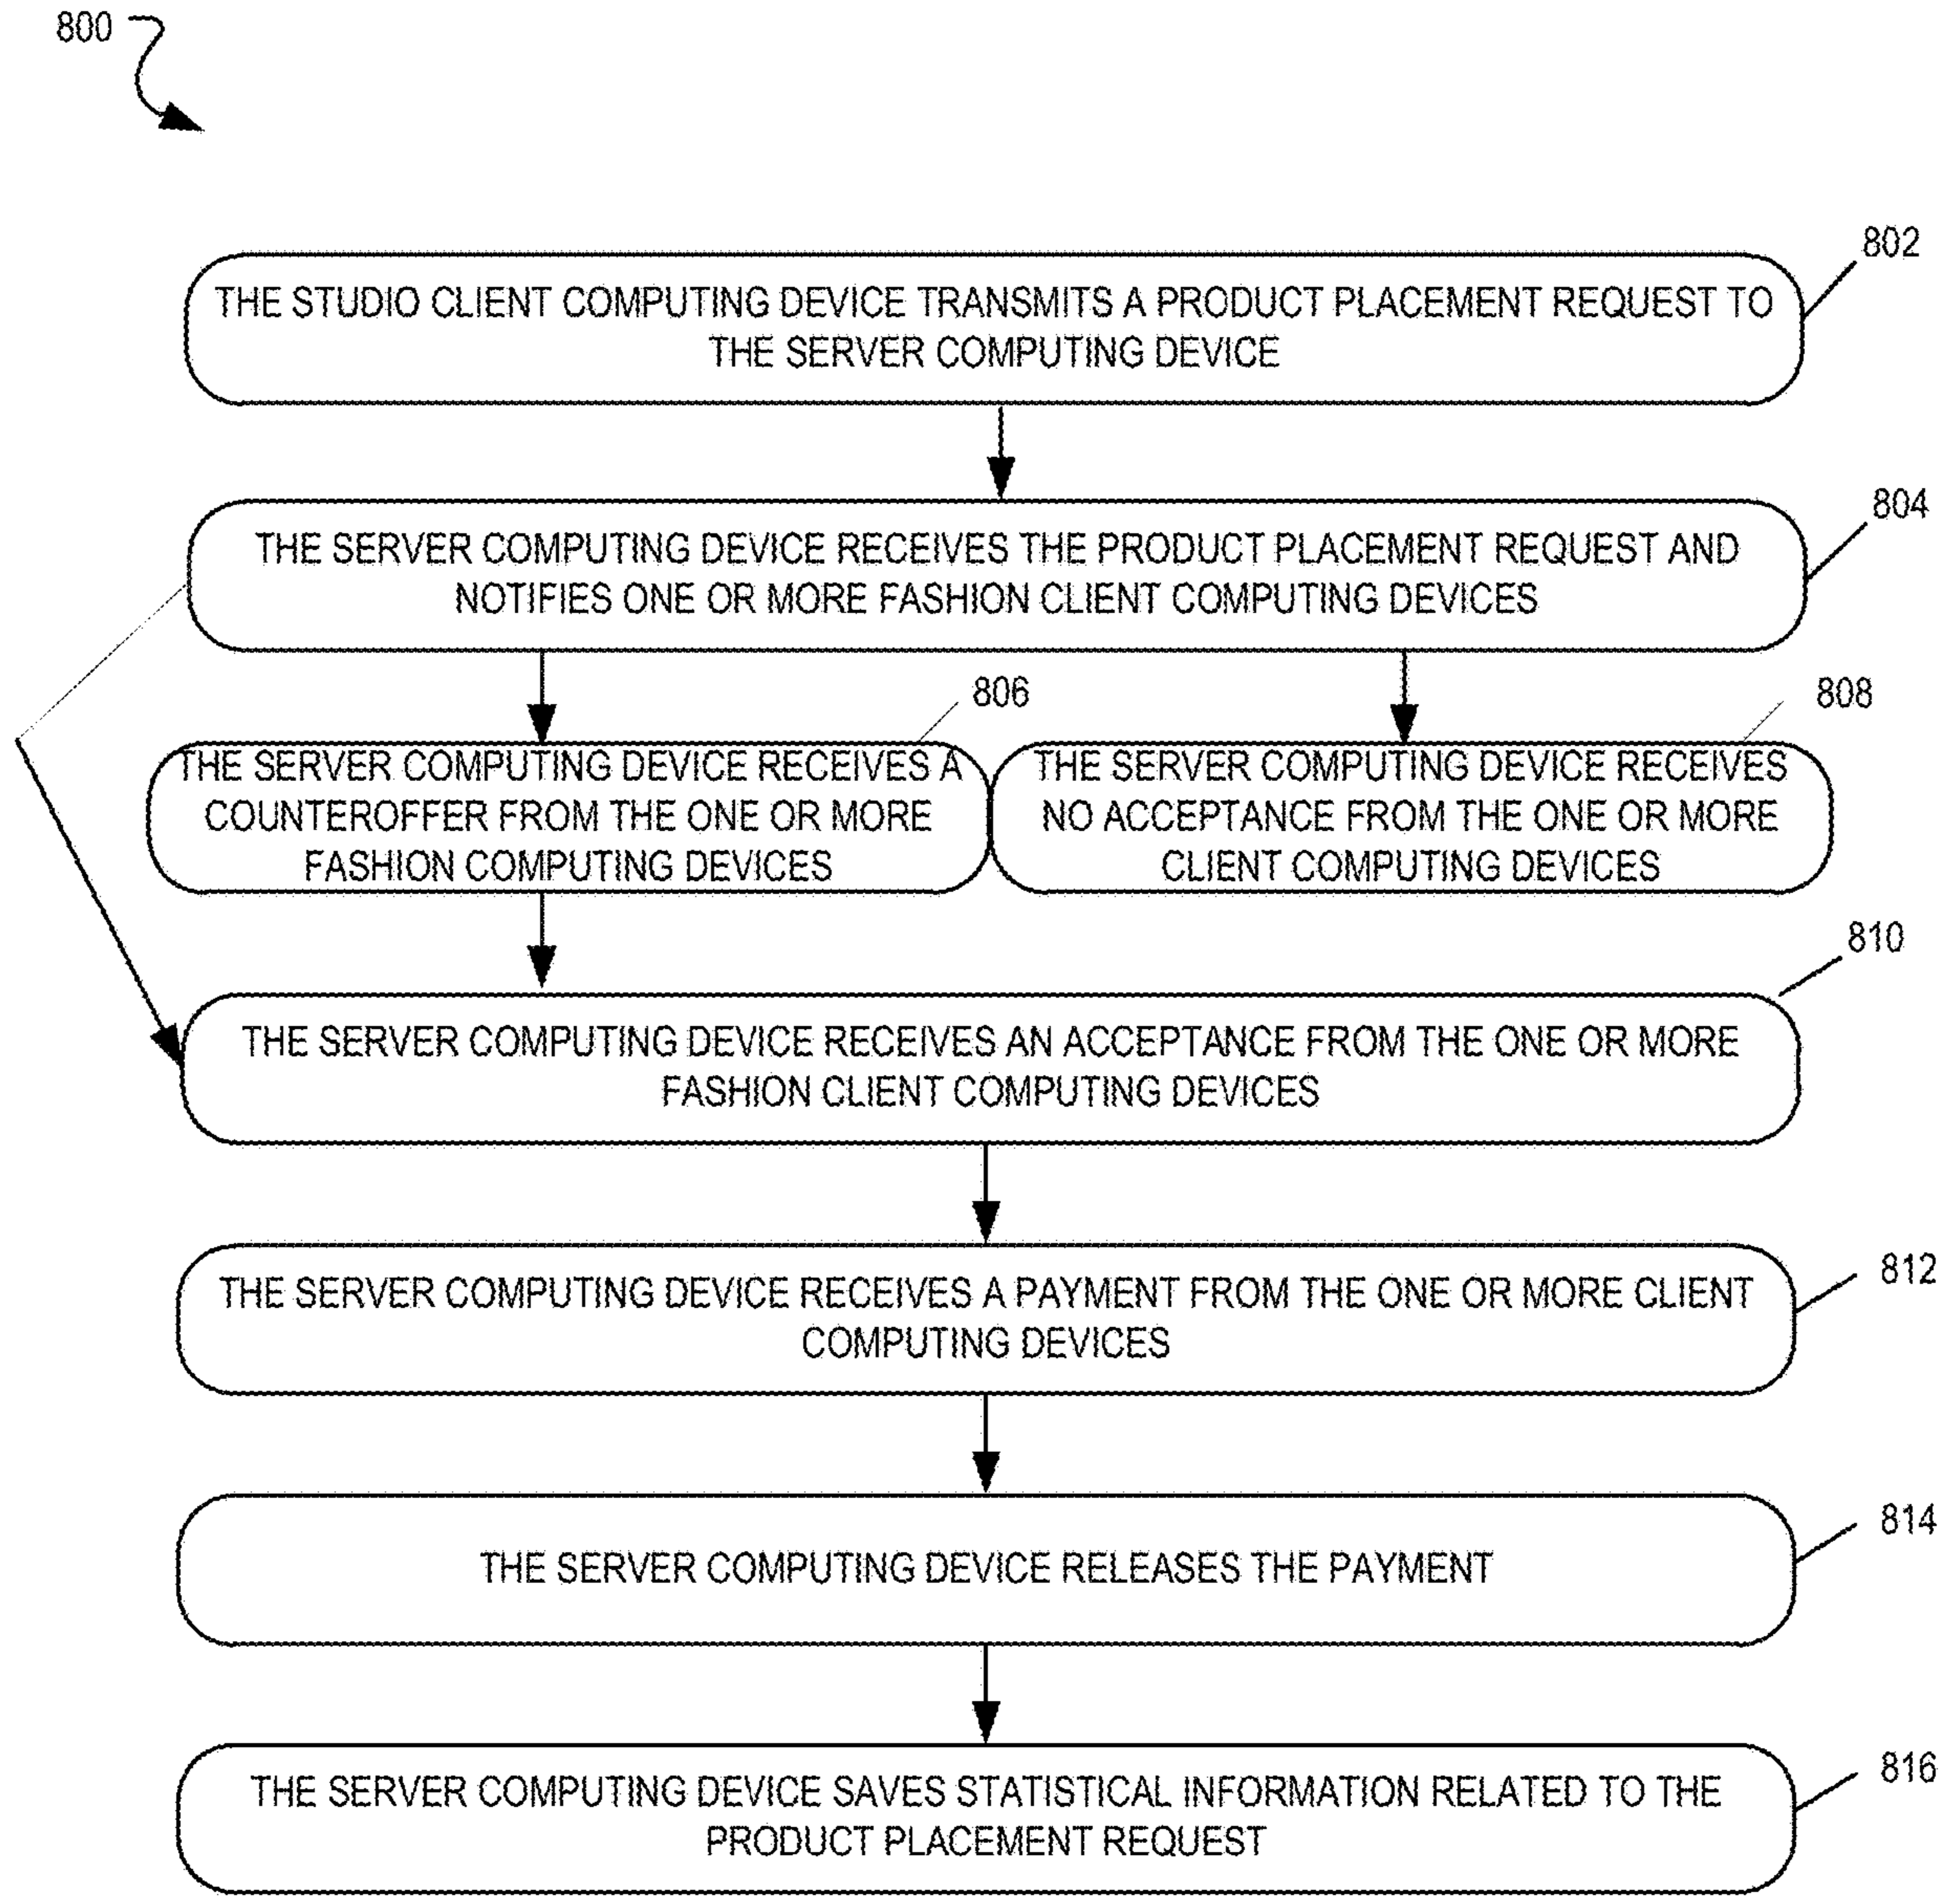 800
802
THE STUDIO CLIENT COMPUTING DEVICE TRANSMITS A PRODUCT PLACEMENT REQUEST TO
THE SERVER COMPUTING DEVICE
804
THE SERVER COMPUTING DEVICE RECEIVES THE PRODUCT PLACEMENT REQUEST AND
NOTIFIES ONE OR MORE FASHION CLIENT COMPUTING DEVICES
806
THE SERVER COMPUTING DEVICE RECEIVES A
COUNTEROFFER FROM THE ONE OR MORE
FASHION COMPUTING DEVICES
808
THE SERVER COMPUTING DEVICE RECEIVES
NO ACCEPTANCE FROM THE ONE OR MORE
CLIENT COMPUTING DEVICES
810
THE SERVER COMPUTING DEVICE RECEIVES AN ACCEPTANCE FROM THE ONE OR MORE
FASHION CLIENT COMPUTING DEVICES
812
THE SERVER COMPUTING DEVICE RECEIVES A PAYMENT FROM THE ONE OR MORE CLIENT
COMPUTING DEVICES
814
THE SERVER COMPUTING DEVICE RELEASES THE PAYMENT
816
THE SERVER COMPUTING DEVICE SAVES STATISTICAL INFORMATION RELATED TO THE
PRODUCT PLACEMENT REQUEST